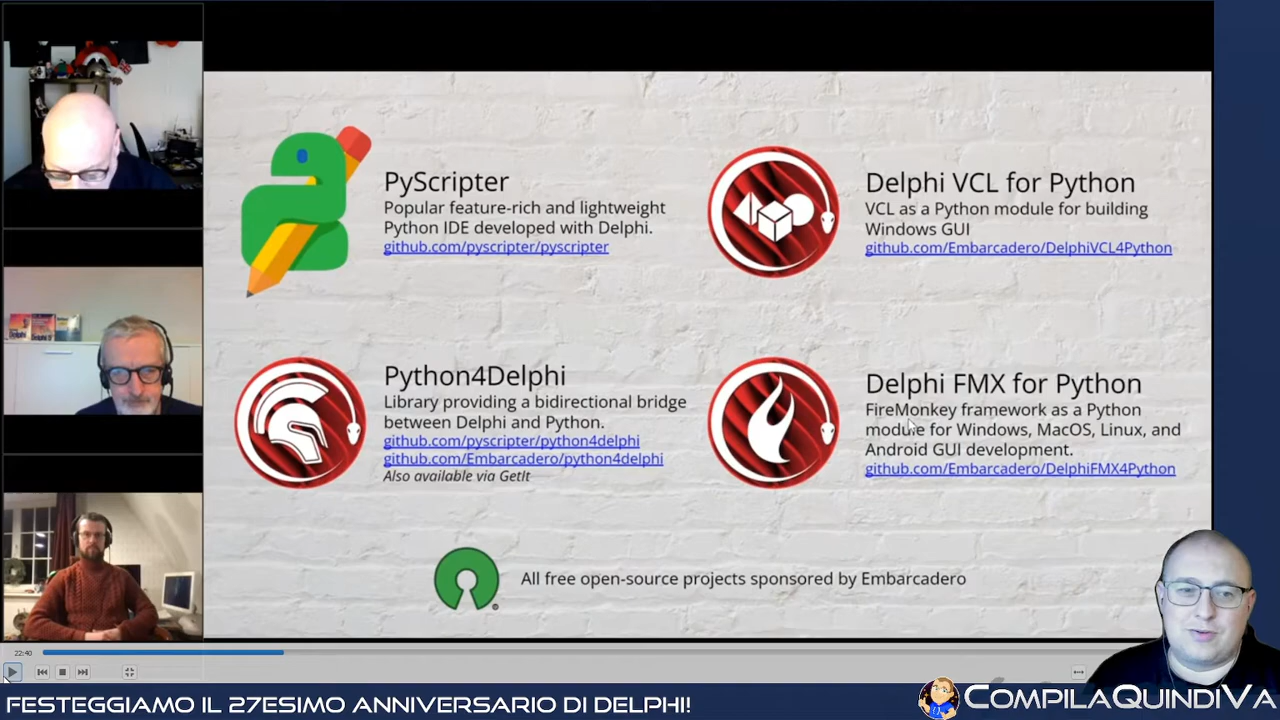 PyScripter
Popular feature-rich and lightweight
Python IDE developed with Delphi.
github.com/pyscripter/pyscripter
Delphi VCL for Python
VCL as a Python module for building
Windows GUI
github.com/Embarcadero/DelphiVCL4Python
Python4Delphi
Library providing a bidirectional bridge
between Delphi and Python.
github.com/pyscripter/python4delphi
github.com/Embarcadero/python4delphi
Also available via GetIt
Delphi FMX for Python
FireMonkey framework as a Python
module for Windows, MacOS, Linux, and
Android GUI development.
github.com/Embarcadero/DelphiFMX4Python
All free open-source projects sponsored by Embarcadero
22:40
FESTEGGIAMO IL 27ESIMO ANNIVERSARIO DI DELPHI!
COMPILAQUINDIVA